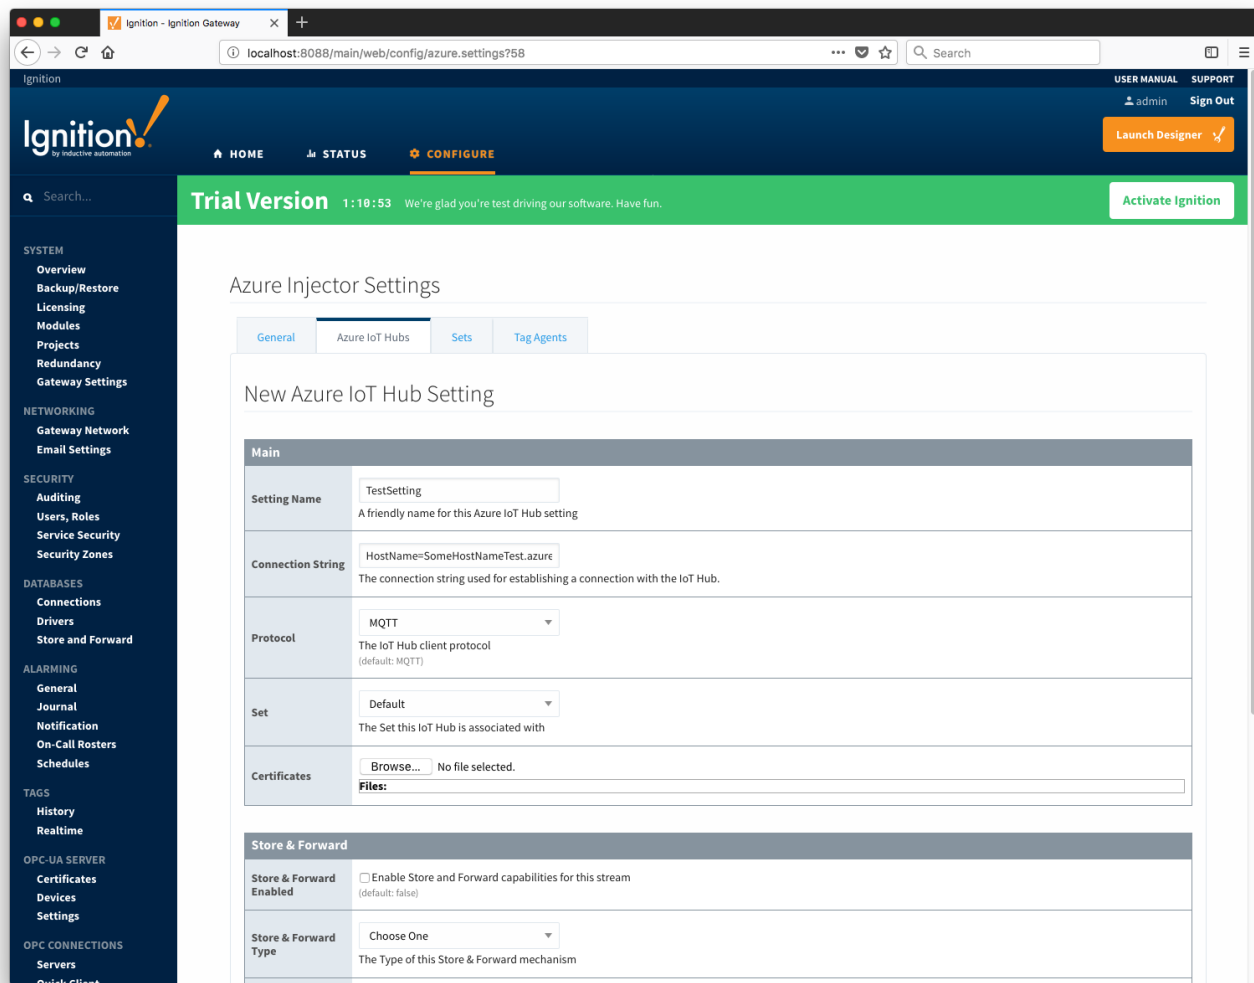 Ignition - Ignition Gateway
localhost:8088/main/web/config/azure.settings?58
Search
Ignition
USER MANUAL SUPPORT
admin Sign Out
Ignition!
by inductive automation
HOME STATUS CONFIGURE
Launch Designer
Search...
Trial Version 1:10:53 We're glad you're test driving our software. Have fun.
Activate Ignition
SYSTEM
Overview
Backup/Restore
Licensing
Modules
Projects
Redundancy
Gateway Settings
NETWORKING
Gateway Network
Email Settings
SECURITY
Auditing
Users, Roles
Service Security
Security Zones
DATABASES
Connections
Drivers
Store and Forward
ALARMING
General
Journal
Notification
On-Call Rosters
Schedules
TAGS
History
Realtime
OPC-UA SERVER
Certificates
Devices
Settings
OPC CONNECTIONS
Servers
Quick Client
Azure Injector Settings
General Azure IoT Hubs Sets Tag Agents
New Azure IoT Hub Setting
Main
Setting Name
TestSetting
A friendly name for this Azure IoT Hub setting
Connection String
HostName=SomeHostNameTest.azure
The connection string used for establishing a connection with the IoT Hub.
Protocol
MQTT
The IoT Hub client protocol
(default: MQTT)
Set
Default
The Set this IoT Hub is associated with
Certificates
Browse... No file selected.
Files:
Store & Forward
Store & Forward
Enabled
Enable Store and Forward capabilities for this stream
(default: false)
Store & Forward
Type
Choose One
The Type of this Store & Forward mechanism